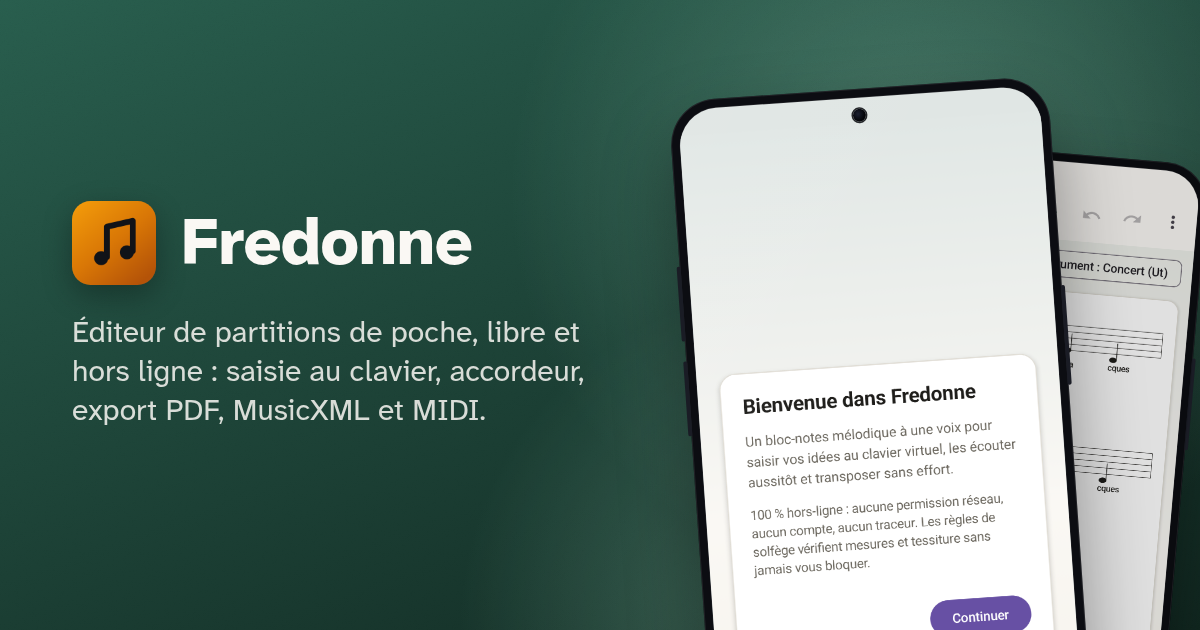 Fredonne
Éditeur de partitions de poche, libre et
hors ligne : saisie au clavier, accordeur,
export PDF, MusicXML et MIDI.
Bienvenue dans Fredonne
Un bloc-notes mélodique à une voix pour
saisir vos idées au clavier virtuel, les écouter
aussitôt et transposer sans effort.
100 % hors-ligne : aucune permission réseau,
aucun compte, aucun traceur. Les règles de
solfège vérifient mesures et tessiture sans
jamais vous bloquer.
Continuer
ument : Concert (Ut)
cques
cques